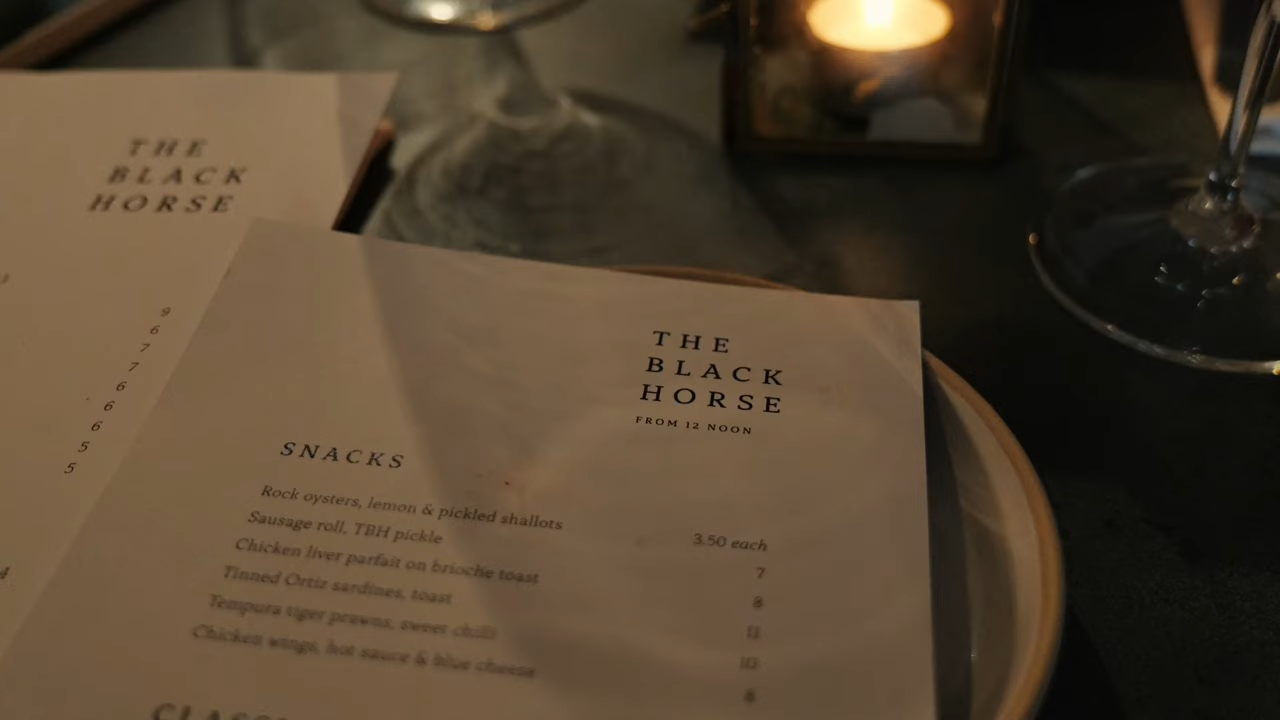 THE
BLACK
HORSE
9
6
7
7
6
6
6
5
5
4
THE
BLACK
HORSE
FROM 12 NOON
SNACKS
Rock oysters, lemon & pickled shallots 3.50 each
Sausage roll, TBH pickle 7
Chicken liver parfait on brioche toast 8
Tinned Ortiz sardines, toast 11
Tempura tiger prawns, sweet chilli 10
Chicken wings, hot sauce & blue cheese